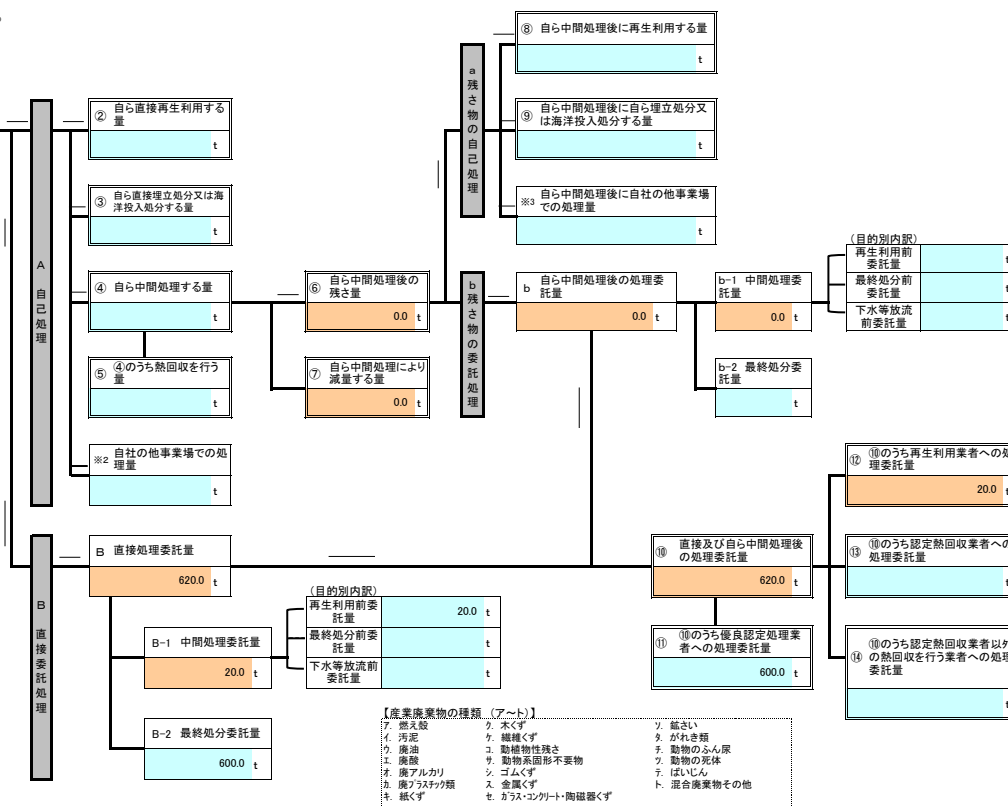 ⑧ 自ら中間処理後に再生利用する量
t
a 残さ物の自己処理
② 自ら直接再生利用する
量
t
⑨ 自ら中間処理後に自ら埋立処分又
は海洋投入処分する量
t
③ 自ら直接埋立処分又は海
洋投入処分する量
t
※3 自ら中間処理後に自社の他事業場
での処理量
t
A 自己処理
④ 自ら中間処理する量
t
⑥ 自ら中間処理後の
残さ量
0.0 t
b 残さ物の委託処理
b 自ら中間処理後の処理委
託量
0.0 t
b-1 中間処理委
託量
0.0 t
(目的別内訳)
再生利用前
委託量
t
最終処分前
委託量
t
下水等放流
前委託量
t
⑤ ④のうち熱回収を行う
量
t
⑦ 自ら中間処理により
減量する量
0.0 t
b-2 最終処分委
託量
t
※2 自社の他事業場での処
理量
t
⑫ ⑩のうち再生利用業者への処
理委託量
20.0 t
B 直接委託処理
B 直接処理委託量
620.0 t
⑩ 直接及び自ら中間処理後
の処理委託量
620.0 t
⑬ ⑩のうち認定熱回収業者への
処理委託量
t
(目的別内訳)
再生利用前委
託量
20.0 t
最終処分前委
託量
t
下水等放流前
委託量
t
B-1 中間処理委託量
20.0 t
⑪ ⑩のうち優良認定処理業
者への処理委託量
600.0 t
⑭ ⑩のうち認定熱回収業者以外
の熱回収を行う業者への処理
委託量
t
B-2 最終処分委託量
600.0 t
【産業廃棄物の種類 (ア～ト)】
ア. 燃え殻
イ. 汚泥
ウ. 廃油
エ. 廃酸
オ. 廃アルカリ
カ. 廃プラスチック類
キ. 紙くず
ク. 木くず
ケ. 繊維くず
コ. 動植物性残さ
サ. 動物系固形不要物
シ. ゴムくず
ス. 金属くず
セ. ガラス・コンクリート・陶磁器くず
ソ. 鉱さい
タ. がれき類
チ. 動物のふん尿
ツ. 動物の死体
テ. ばいじん
ト. 混合廃棄物その他